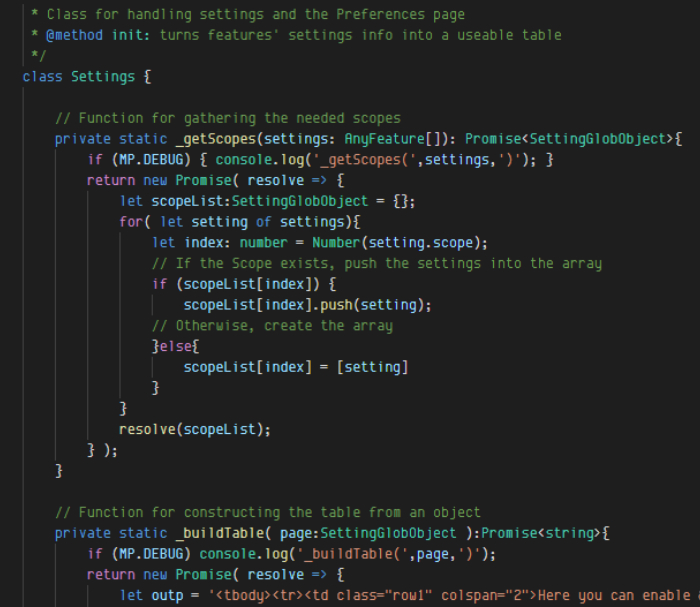 * Class for handling settings and the Preferences page
* @method init: turns features' settings info into a useable table
*/
class Settings {
// Function for gathering the needed scopes
private static _getScopes(settings: AnyFeature[]): Promise<SettingGlobObject>{
if (MP.DEBUG) { console.log('_getScopes(',settings,')'); }
return new Promise( resolve => {
let scopeList:SettingGlobObject = {};
for( let setting of settings){
let index: number = Number(setting.scope);
// If the Scope exists, push the settings into the array
if (scopeList[index]) {
scopeList[index].push(setting);
// Otherwise, create the array
}else{
scopeList[index] = [setting]
}
}
resolve(scopeList);
} );
}
// Function for constructing the table from an object
private static _buildTable( page:SettingGlobObject ):Promise<string>{
if (MP.DEBUG) console.log('_buildTable(',page,')');
return new Promise( resolve => {
let outp = '<tbody><tr><td class="row1" colspan="2">Here you can enable